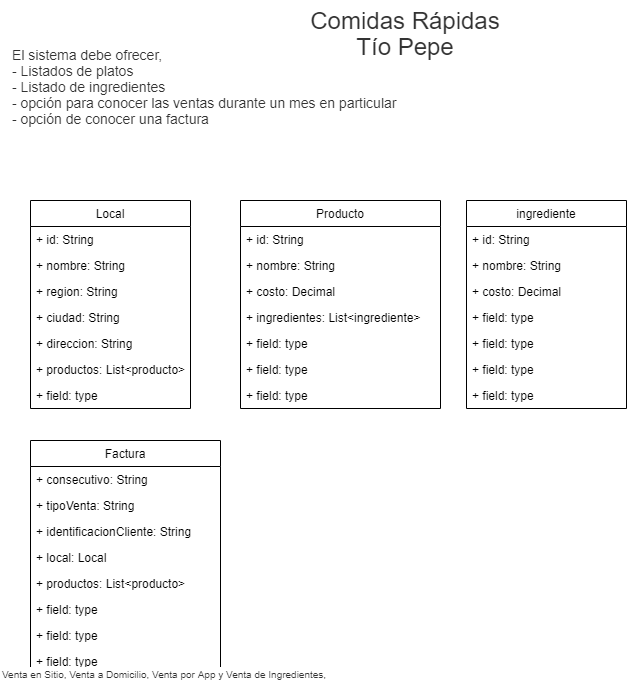 Comidas Rápidas
Tío Pepe
El sistema debe ofrecer,
- Listados de platos
- Listado de ingredientes
- opción para conocer las ventas durante un mes en particular
- opción de conocer una factura
Local
+ id: String
+ nombre: String
+ region: String
+ ciudad: String
+ direccion: String
+ productos: List<producto>
+ field: type
Producto
+ id: String
+ nombre: String
+ costo: Decimal
+ ingredientes: List<ingrediente>
+ field: type
+ field: type
+ field: type
ingrediente
+ id: String
+ nombre: String
+ costo: Decimal
+ field: type
+ field: type
+ field: type
+ field: type
Factura
+ consecutivo: String
+ tipoVenta: String
+ identificacionCliente: String
+ local: Local
+ productos: List<producto>
+ field: type
+ field: type
+ field: type
Venta en Sitio, Venta a Domicilio, Venta por App y Venta de Ingredientes,